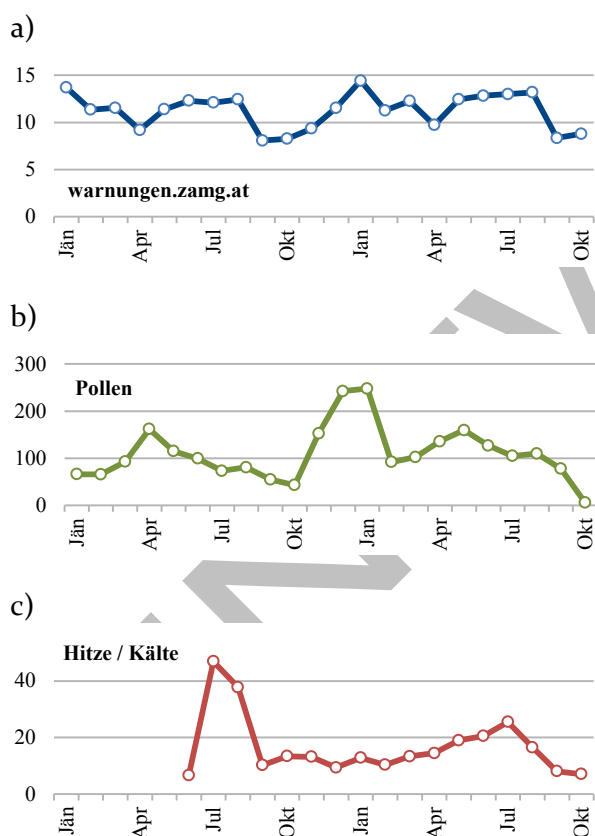 a)
15
10
5
0
warnungen.zamg.at
Jän
Apr
Jul
Okt
Jan
Apr
Jul
Okt
b)
300
200
100
0
Pollen
Jän
Apr
Jul
Okt
Jan
Apr
Jul
Okt
c)
40
20
0
Hitze / Kälte
Jän
Apr
Jul
Okt
Jan
Apr
Jul
Okt